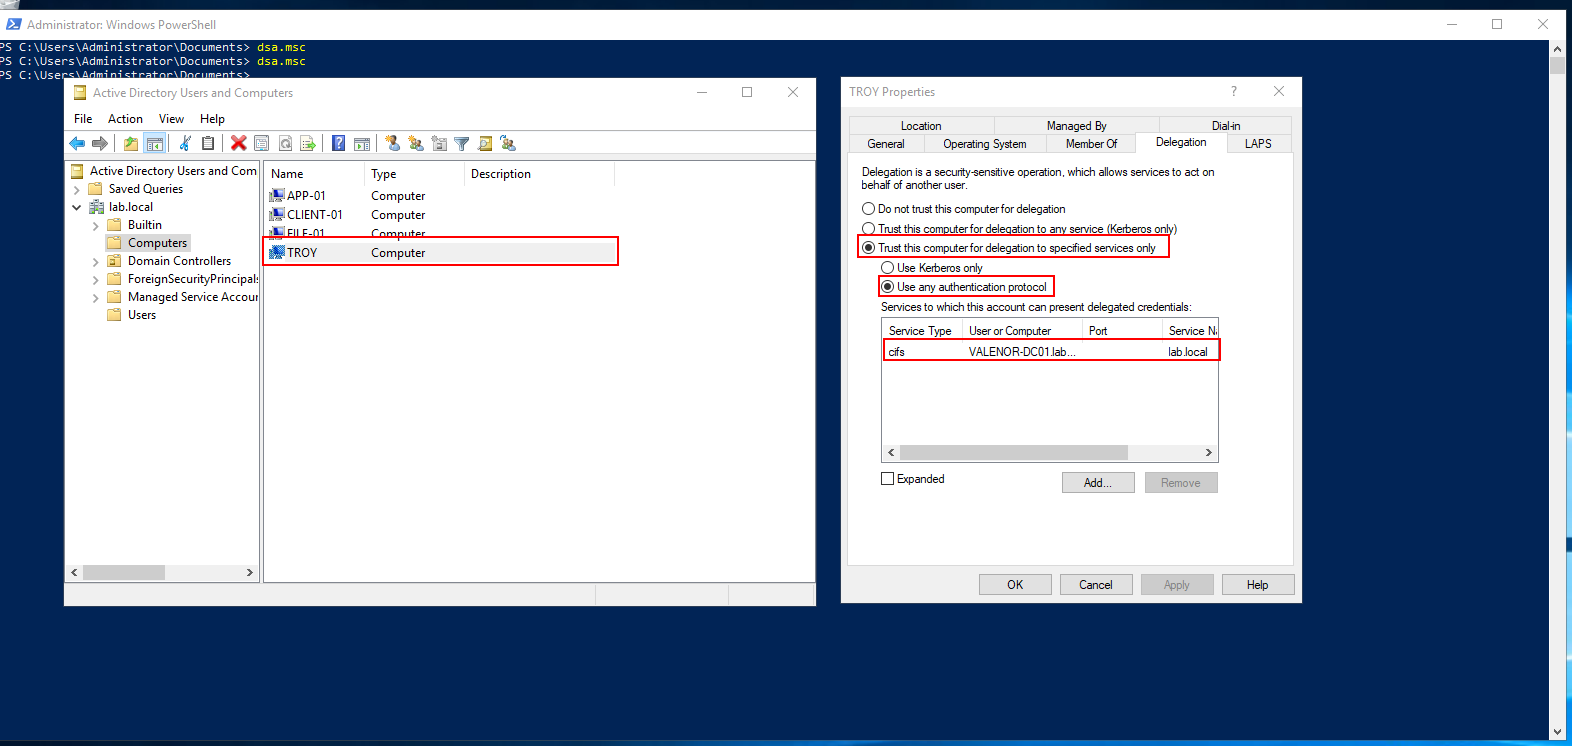 Administrator: Windows PowerShell
PS C:\Users\Administrator\Documents> dsa.msc
PS C:\Users\Administrator\Documents> dsa.msc
PS C:\Users\Administrator\Documents>
Active Directory Users and Computers
File Action View Help
Active Directory Users and Com
Saved Queries
lab.local
Builtin
Computers
Domain Controllers
ForeignSecurityPrincipals
Managed Service Accour
Users
Name Type Description
APP-01 Computer
CLIENT-01 Computer
FILE-01 Computer
TROY Computer
TROY Properties
Location Managed By Dial-in
General Operating System Member Of Delegation LAPS
Delegation is a security-sensitive operation, which allows services to act on
behalf of another user.
Do not trust this computer for delegation
Trust this computer for delegation to any service (Kerberos only)
Trust this computer for delegation to specified services only
Use Kerberos only
Use any authentication protocol
Services to which this account can present delegated credentials:
Service Type User or Computer Port Service Na
cifs VALENOR-DC01.lab... lab.local
Expanded
Add... Remove
OK Cancel Apply Help